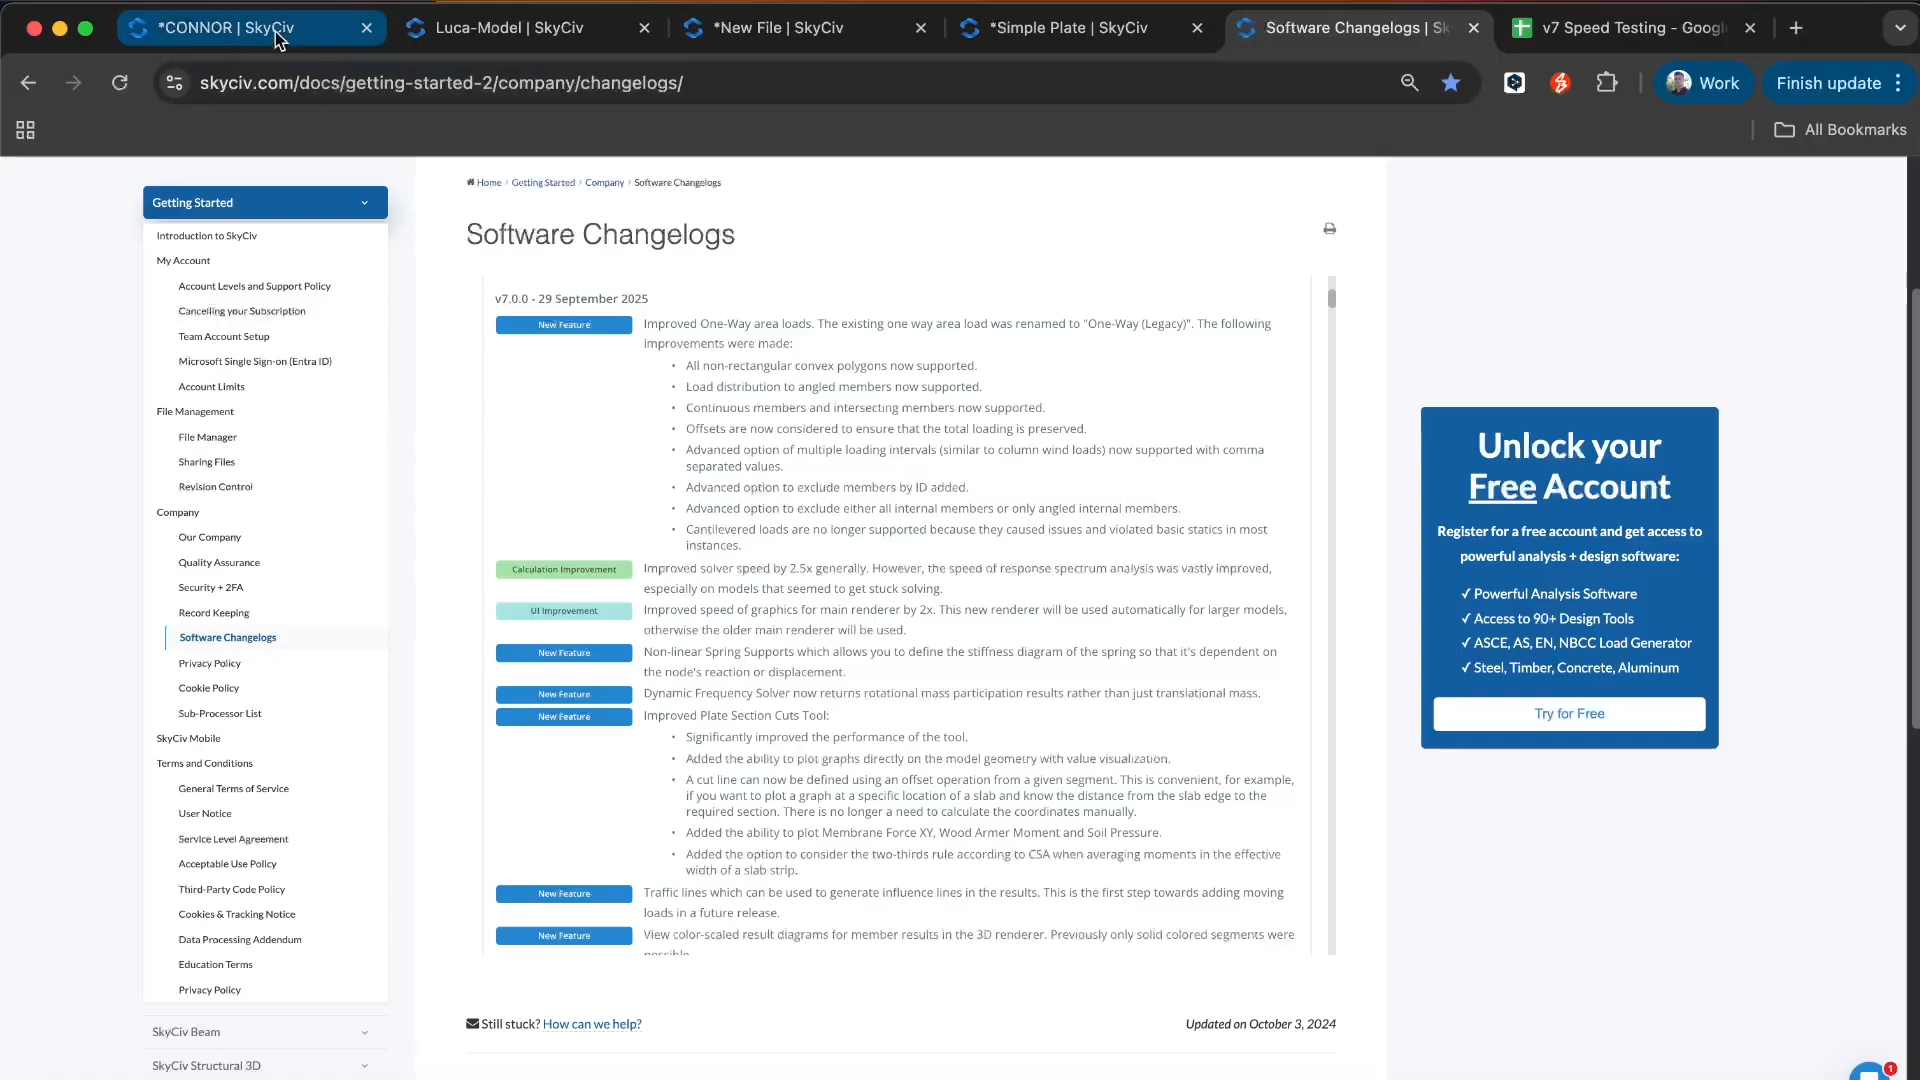 *CONNOR | SkyCiv
Luca-Model | SkyCiv
*New File | SkyCiv
*Simple Plate | SkyCiv
Software Changelogs | Sk
v7 Speed Testing - Googl
skyciv.com/docs/getting-started-2/company/changelogs/
Work
Finish update
All Bookmarks
Home > Getting Started > Company > Software Changelogs
Getting Started
Introduction to SkyCiv
My Account
Account Levels and Support Policy
Cancelling your Subscription
Team Account Setup
Microsoft Single Sign-on (Entra ID)
Account Limits
File Management
File Manager
Sharing Files
Revision Control
Company
Our Company
Quality Assurance
Security + 2FA
Record Keeping
Software Changelogs
Privacy Policy
Cookie Policy
Sub-Processor List
SkyCiv Mobile
Terms and Conditions
General Terms of Service
User Notice
Service Level Agreement
Acceptable Use Policy
Third-Party Code Policy
Cookies & Tracking Notice
Data Processing Addendum
Education Terms
Privacy Policy
SkyCiv Beam
SkyCiv Structural 3D
Software Changelogs
v7.0.0 - 29 September 2025
New Feature
Improved One-Way area loads. The existing one way area load was renamed to "One-Way (Legacy)". The following
improvements were made:
• All non-rectangular convex polygons now supported.
• Load distribution to angled members now supported.
• Continuous members and intersecting members now supported.
• Offsets are now considered to ensure that the total loading is preserved.
• Advanced option of multiple loading intervals (similar to column wind loads) now supported with comma
separated values.
• Advanced option to exclude members by ID added.
• Advanced option to exclude either all internal members or only angled internal members.
• Cantilevered loads are no longer supported because they caused issues and violated basic statics in most
instances.
Calculation Improvement
Improved solver speed by 2.5x generally. However, the speed of response spectrum analysis was vastly improved,
especially on models that seemed to get stuck solving.
UI Improvement
Improved speed of graphics for main renderer by 2x. This new renderer will be used automatically for larger models,
otherwise the older main renderer will be used.
New Feature
Non-linear Spring Supports which allows you to define the stiffness diagram of the spring so that it's dependent on
the node's reaction or displacement.
New Feature
Dynamic Frequency Solver now returns rotational mass participation results rather than just translational mass.
New Feature
Improved Plate Section Cuts Tool:
• Significantly improved the performance of the tool.
• Added the ability to plot graphs directly on the model geometry with value visualization.
• A cut line can now be defined using an offset operation from a given segment. This is convenient, for example,
if you want to plot a graph at a specific location of a slab and know the distance from the slab edge to the
required section. There is no longer a need to calculate the coordinates manually.
• Added the ability to plot Membrane Force XY, Wood Armer Moment and Soil Pressure.
• Added the option to consider the two-thirds rule according to CSA when averaging moments in the effective
width of a slab strip.
New Feature
Traffic lines which can be used to generate influence lines in the results. This is the first step towards adding moving
loads in a future release.
New Feature
View color-scaled result diagrams for member results in the 3D renderer. Previously only solid colored segments were
possible.
Still stuck? How can we help?
Updated on October 3, 2024
Unlock your
Free Account
Register for a free account and get access to
powerful analysis + design software:
✓ Powerful Analysis Software
✓ Access to 90+ Design Tools
✓ ASCE, AS, EN, NBCC Load Generator
✓ Steel, Timber, Concrete, Aluminum
Try for Free
1